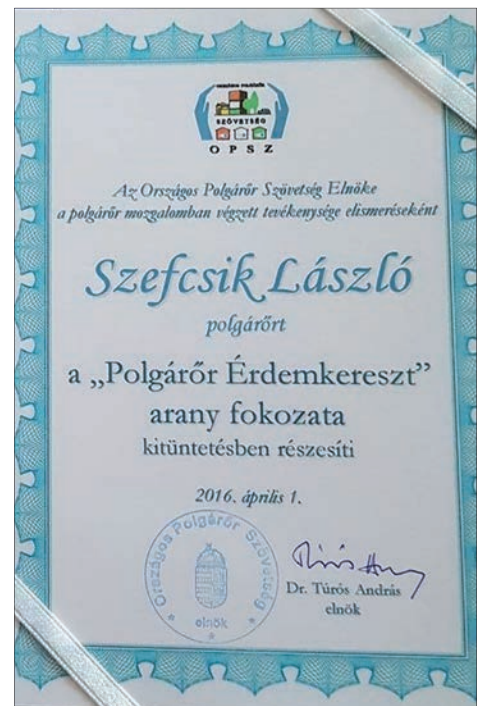 SZÖVETSÉG
O P S Z
Az Országos Polgárőr Szövetség Elnöke
a polgárőr mozgalomban végzett tevékenysége elismeréseként
Szefcsik László
polgárőrt
a „Polgárőr Érdemkereszt”
arany fokozata
kitüntetésben részesíti
2016. április 1.
Országos Polgárőr Szövetség
elnök
Dr. Túrós András
elnök